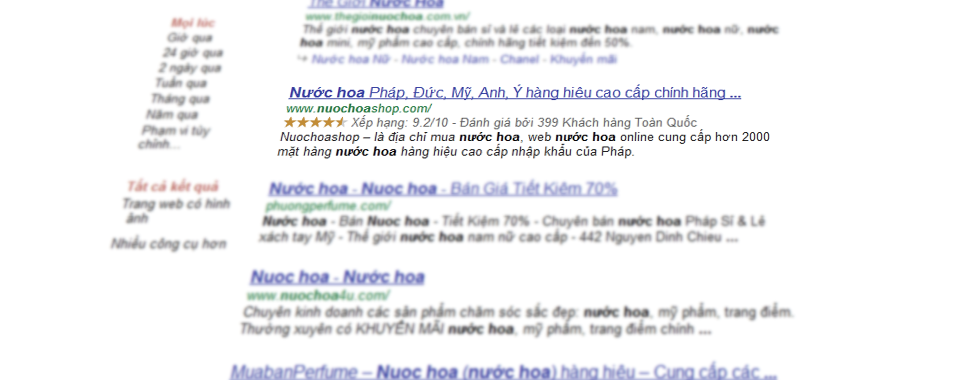 Thế Giới Nước Hoa
www.thegioinuochoa.com.vn/
Thế giới nước hoa chuyên bán sỉ và lẻ các loại nước hoa nam, nước hoa nữ, nước
hoa mini, mỹ phẩm cao cấp, chính hãng tiết kiệm đến 50%.
Nước hoa Nữ - Nước hoa Nam - Chanel - Khuyến mãi
Nước hoa Pháp, Đức, Mỹ, Anh, Ý hàng hiêu cao cấp chính hãng ...
www.nuochoashop.com/
Xếp hạng: 9.2/10 - Đánh giá bởi 399 Khách hàng Toàn Quốc
Nuochoashop – là địa chỉ mua nước hoa, web nước hoa online cung cấp hơn 2000
mặt hàng nước hoa hàng hiệu cao cấp nhập khẩu của Pháp.
Nước hoa - Nuoc hoa - Bán Giá Tiết Kiệm 70%
phuongperfume.com/
Nước hoa - Bán Nuoc hoa - Tiết Kiệm 70% - Chuyên bán nước hoa Pháp Sỉ & Lẻ
xách tay Mỹ - Thế giới nước hoa nam nữ cao cấp - 442 Nguyen Dinh Chieu ...
Nuoc hoa - Nước hoa
www.nuochoa4u.com/
Chuyên kinh doanh các sản phẩm chăm sóc sắc đẹp: nước hoa, mỹ phẩm, trang điểm.
Thường xuyên có KHUYẾN MÃI nước hoa, mỹ phẩm, trang điểm chính ...
MuabanPerfume – Nuoc hoa (nước hoa) hàng hiệu – Cung cấp các ...
Mọi lúc
Giờ qua
24 giờ qua
2 ngày qua
Tuần qua
Tháng qua
Năm qua
Phạm vi tùy
chỉnh...
Tất cả kết quả
Trang web có hình
ảnh
Nhiều công cụ hơn